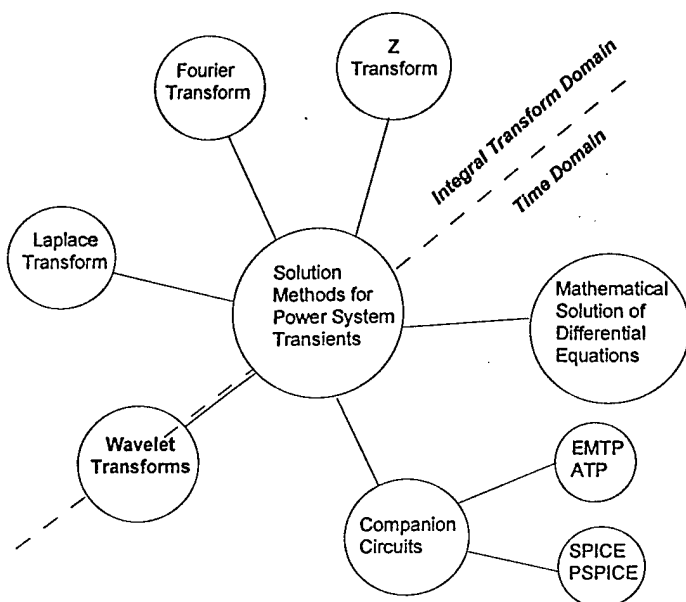 Z
Transform
Fourier
Transform
Integral Transform Domain
Time Domain
Laplace
Transform
Solution
Methods for
Power System
Transients
Mathematical
Solution of
Differential
Equations
Wavelet
Transforms
Companion
Circuits
EMTP
ATP
SPICE
PSPICE